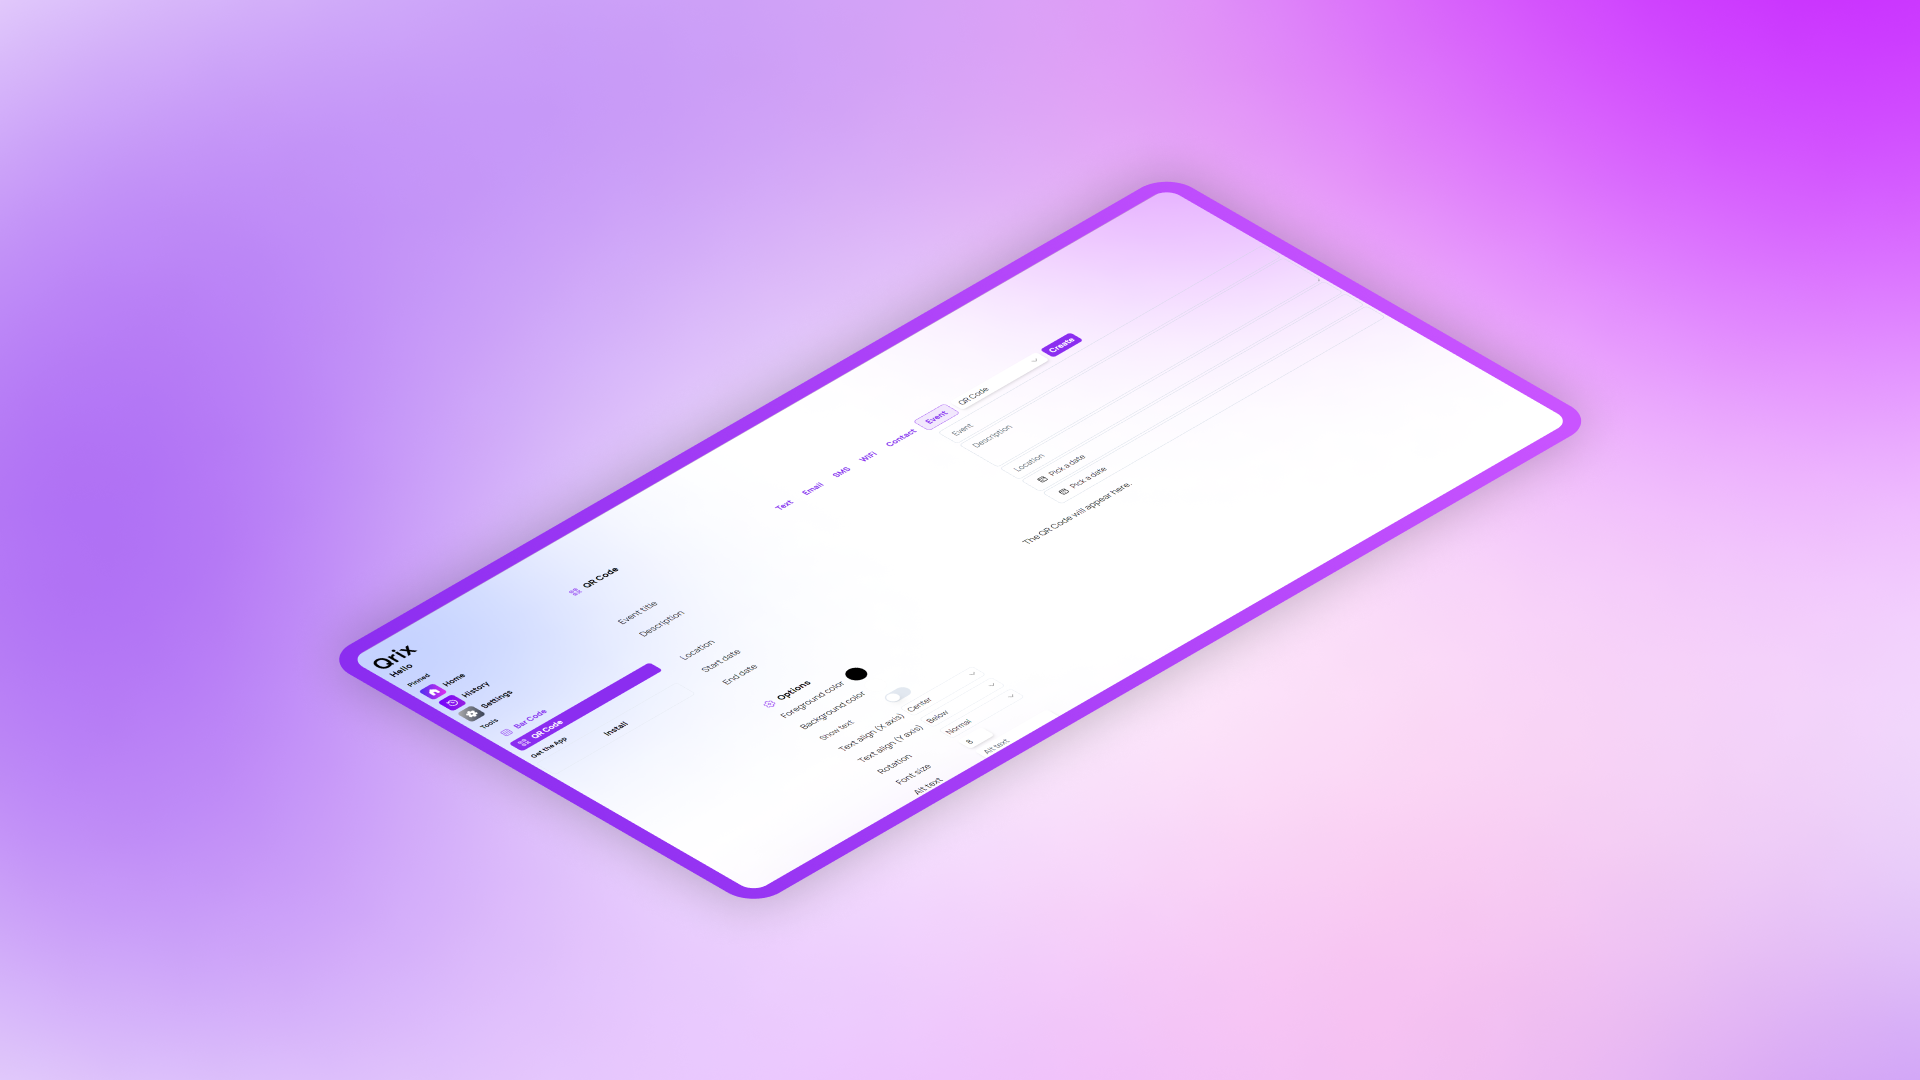 Qrix
Hello
Pinned
Home
History
Settings
Tools
Bar Code
QR Code
Get the App
Install
QR Code
Text Email SMS WiFi Contact Event
QR Code
Create
Event title
Event
Description
Description
Location
Location
Start date
Pick a date
End date
Pick a date
The QR Code will appear here.
Options
Foreground color
Background color
Show text
Text align (X axis)
Center
Text align (Y axis)
Below
Rotation
Normal
Font size
8
Alt text
Alt text